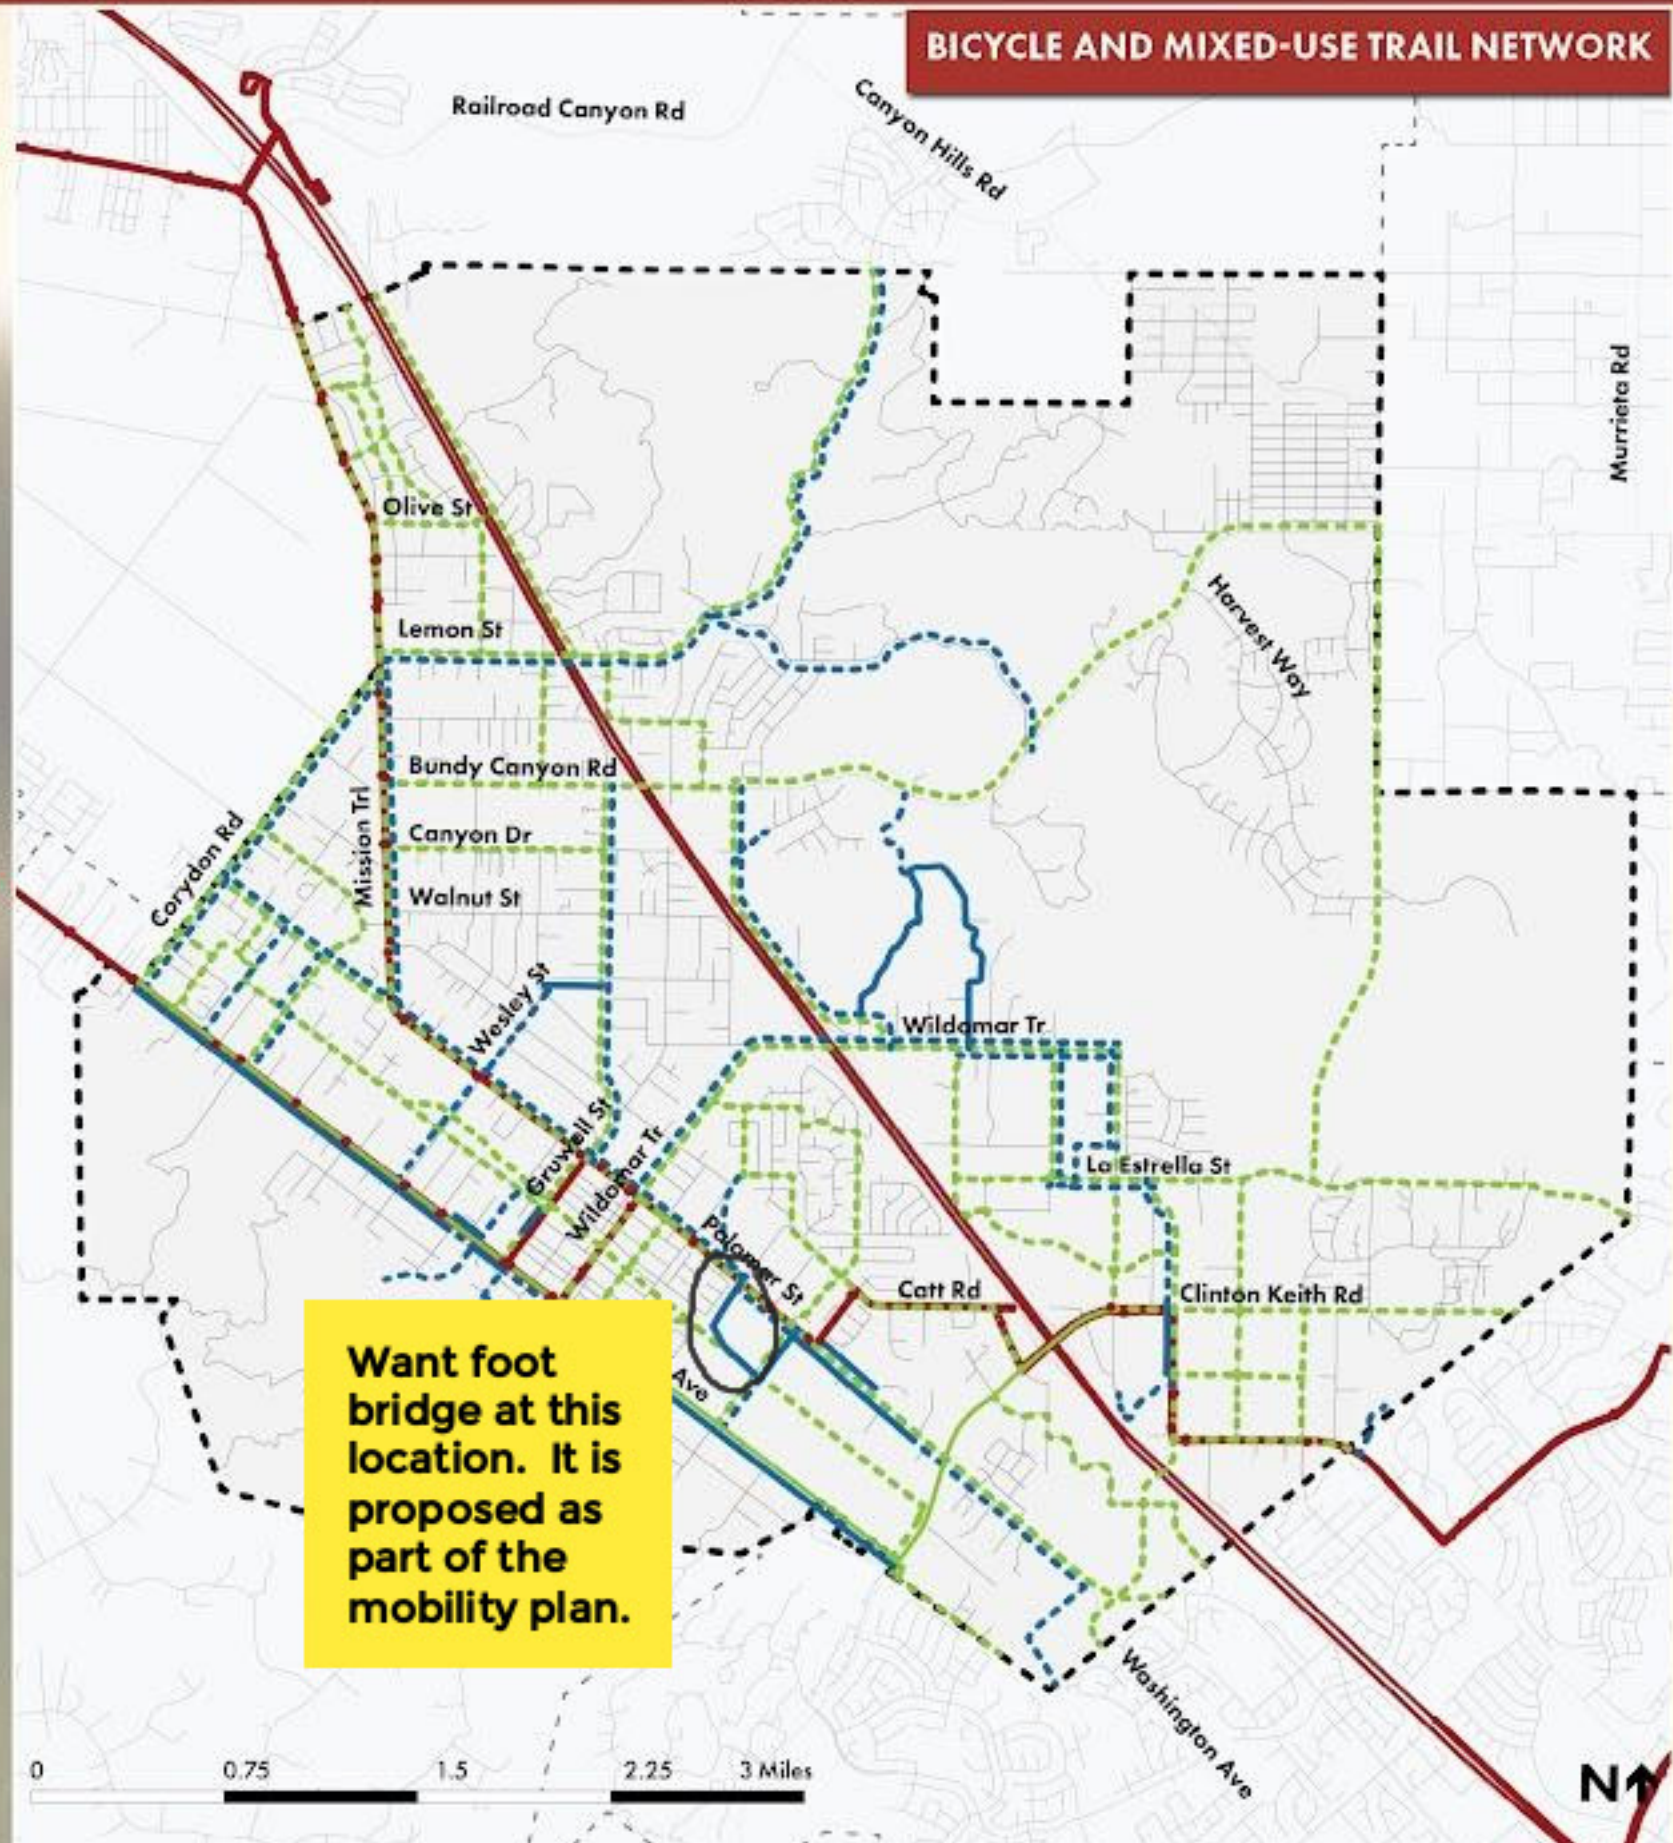 BICYCLE AND MIXED-USE TRAIL NETWORK
Railroad Canyon Rd
Canyon Hills Rd
Murrieta Rd
Olive St
Harvest Way
Lemon St
Bundy Canyon Rd
Mission Trl
Canyon Dr
Corydon Rd
Walnut St
Wesley St
Wildomar Tr
Gruwell St
Wildomar Tr
La Estrella St
Palomar St
Catt Rd
Clinton Keith Rd
Ave
Want foot
bridge at this
location. It is
proposed as
part of the
mobility plan.
Washington Ave
0 0.75 1.5 2.25 3 Miles
N